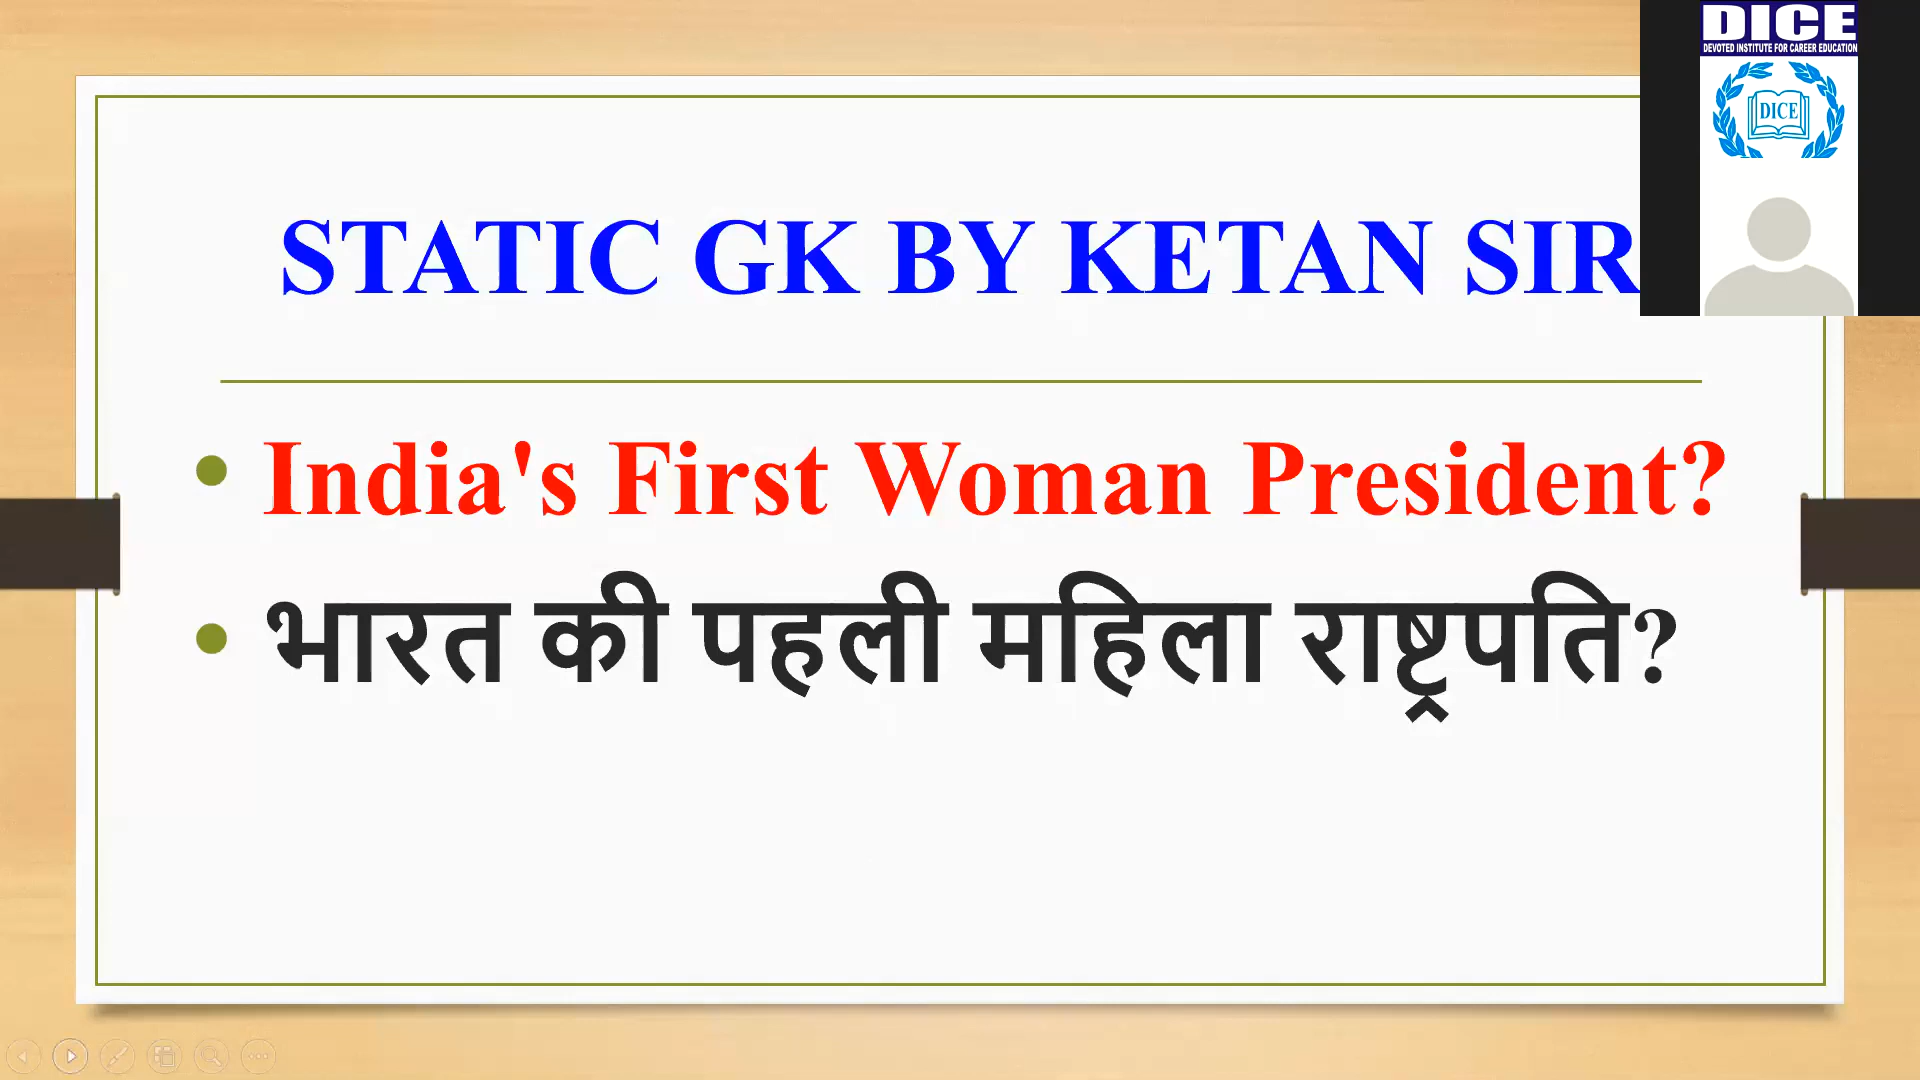 DICE
DEVOTED INSTITUTE FOR CAREER EDUCATION
DICE
STATIC GK BY KETAN SIR
India's First Woman President?
भारत की पहली महिला राष्ट्रपति?